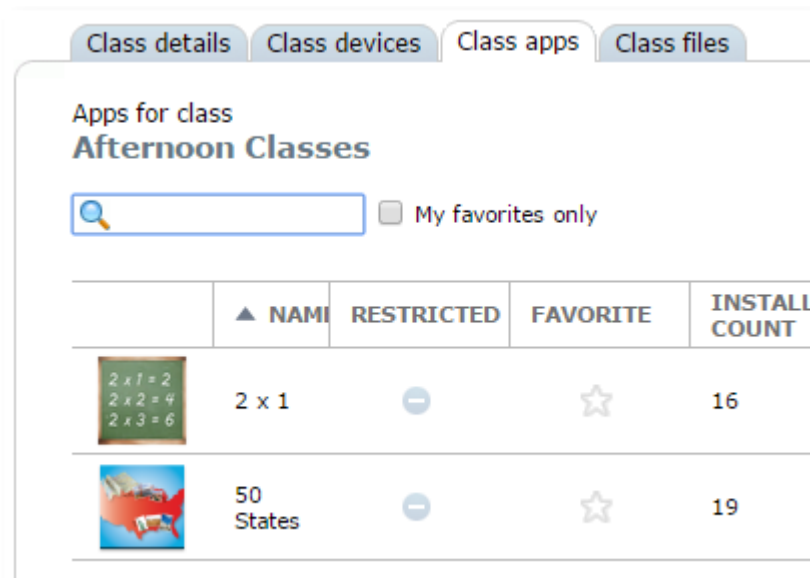 Class details Class devices Class apps Class files
Apps for class
Afternoon Classes
My favorites only
NAME RESTRICTED FAVORITE INSTALL
COUNT
2 x 1 = 2
2 x 2 = 4
2 x 3 = 6
2 x 1 16
50
States 19